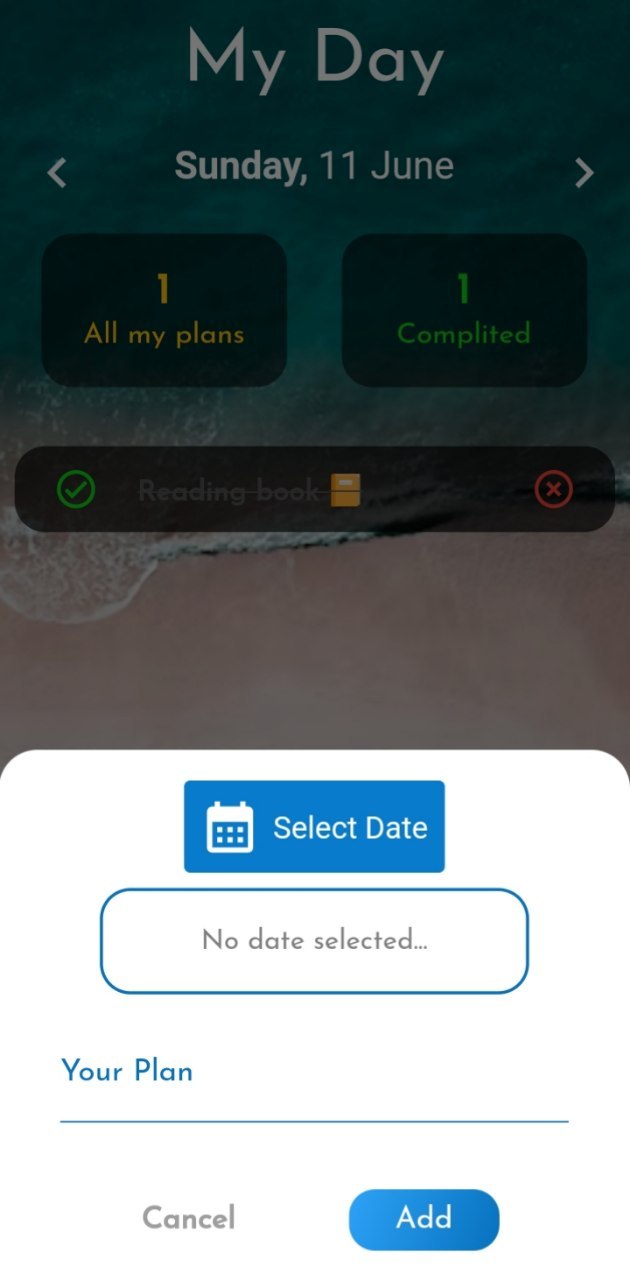 My Day
Sunday, 11 June
1
All my plans
1
Complited
Reading book
Select Date
No date selected...
Your Plan
Cancel
Add